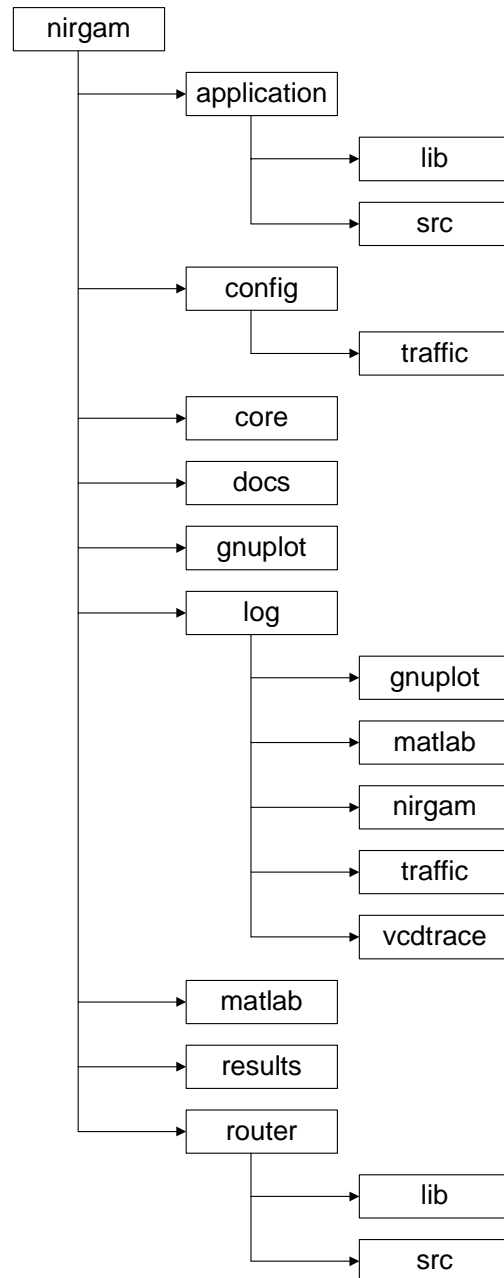 nirgam
application
lib
src
config
traffic
core
docs
gnuplot
log
gnuplot
matlab
nirgam
traffic
vcdtrace
matlab
results
router
lib
src